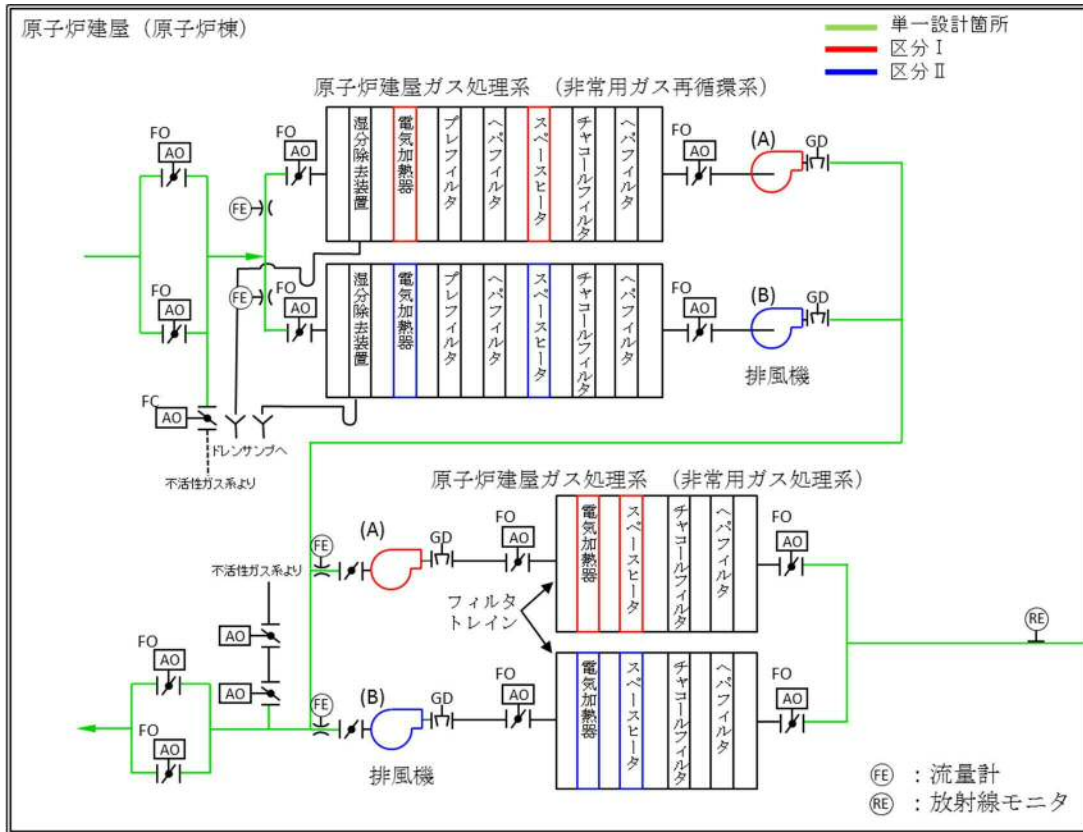 原子炉建屋（原子炉棟）
単一設計箇所
区分Ⅰ
区分Ⅱ
原子炉建屋ガス処理系　（非常用ガス再循環系）
FO
AO
FO
AO
FE
湿分除去装置
電気加熱器
プレフィルタ
ヘパフィルタ
スペースヒータ
チャコールフィルタ
ヘパフィルタ
FO
AO
(A)
GD
FO
AO
FE
FO
AO
湿分除去装置
電気加熱器
プレフィルタ
ヘパフィルタ
スペースヒータ
チャコールフィルタ
ヘパフィルタ
FO
AO
(B)
GD
排風機
FC
AO
ドレンサンプへ
不活性ガス系より
原子炉建屋ガス処理系　（非常用ガス処理系）
FE
(A)
GD
FO
AO
電気加熱器
スペースヒータ
チャコールフィルタ
ヘパフィルタ
FO
AO
不活性ガス系より
フィルタ
トレイン
RE
AO
AO
FO
AO
FO
AO
FE
(B)
GD
FO
AO
電気加熱器
スペースヒータ
チャコールフィルタ
ヘパフィルタ
FO
AO
排風機
FE：流量計
RE：放射線モニタ